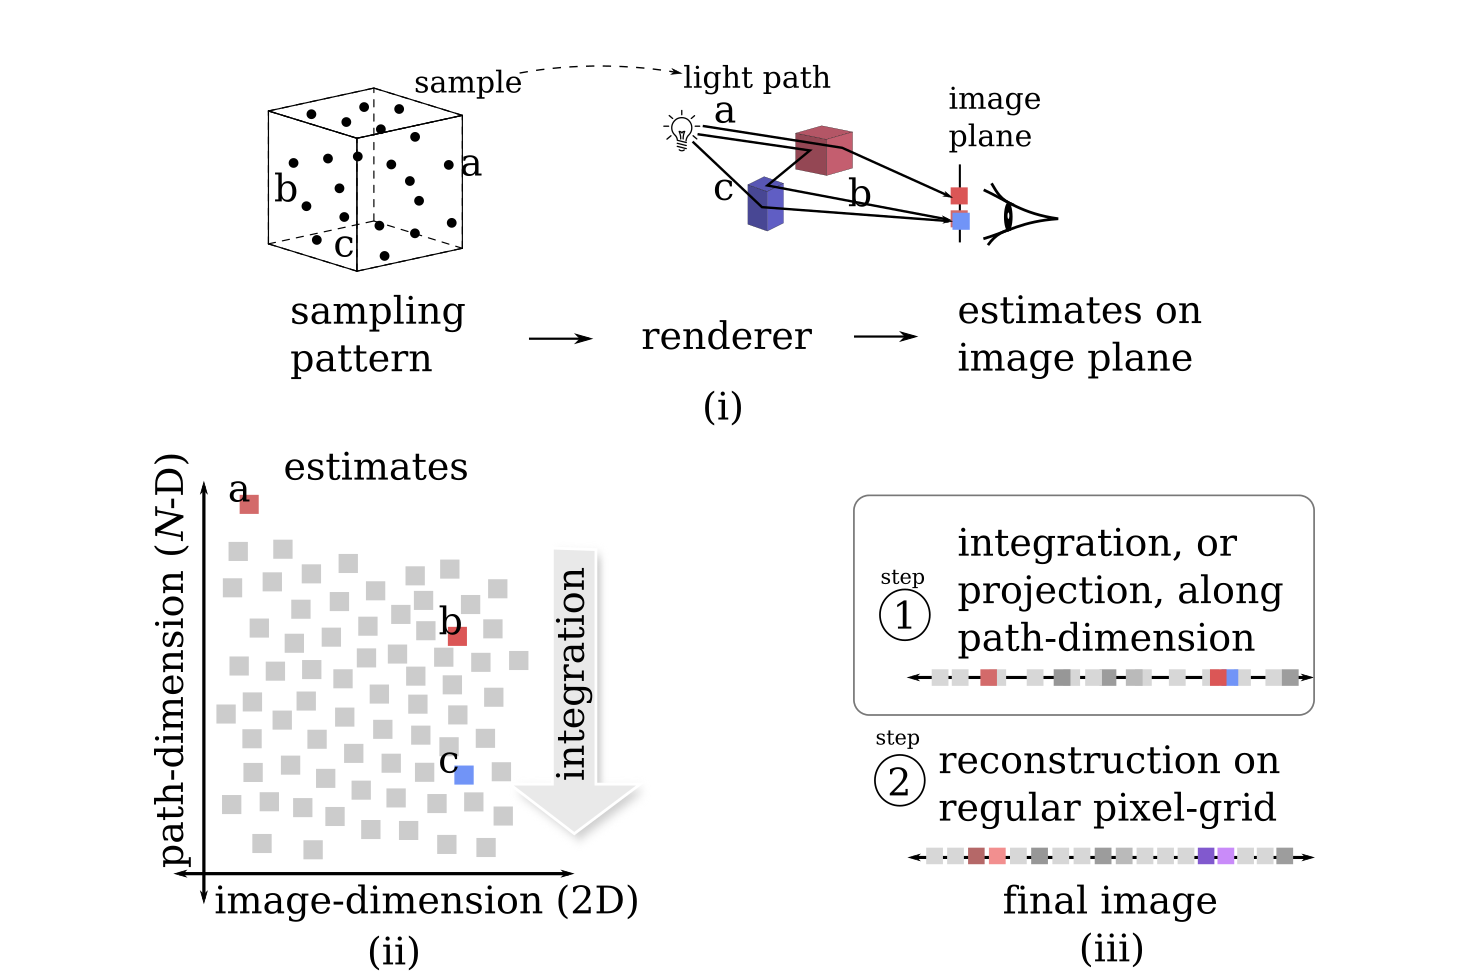 sample
light path
image
plane
a
b
c
a
b
c
sampling
pattern
renderer
estimates on
image plane
(i)
estimates
path-dimension (N-D)
a
b
c
integration
image-dimension (2D)
(ii)
step
1
integration, or
projection, along
path-dimension
step
2
reconstruction on
regular pixel-grid
final image
(iii)